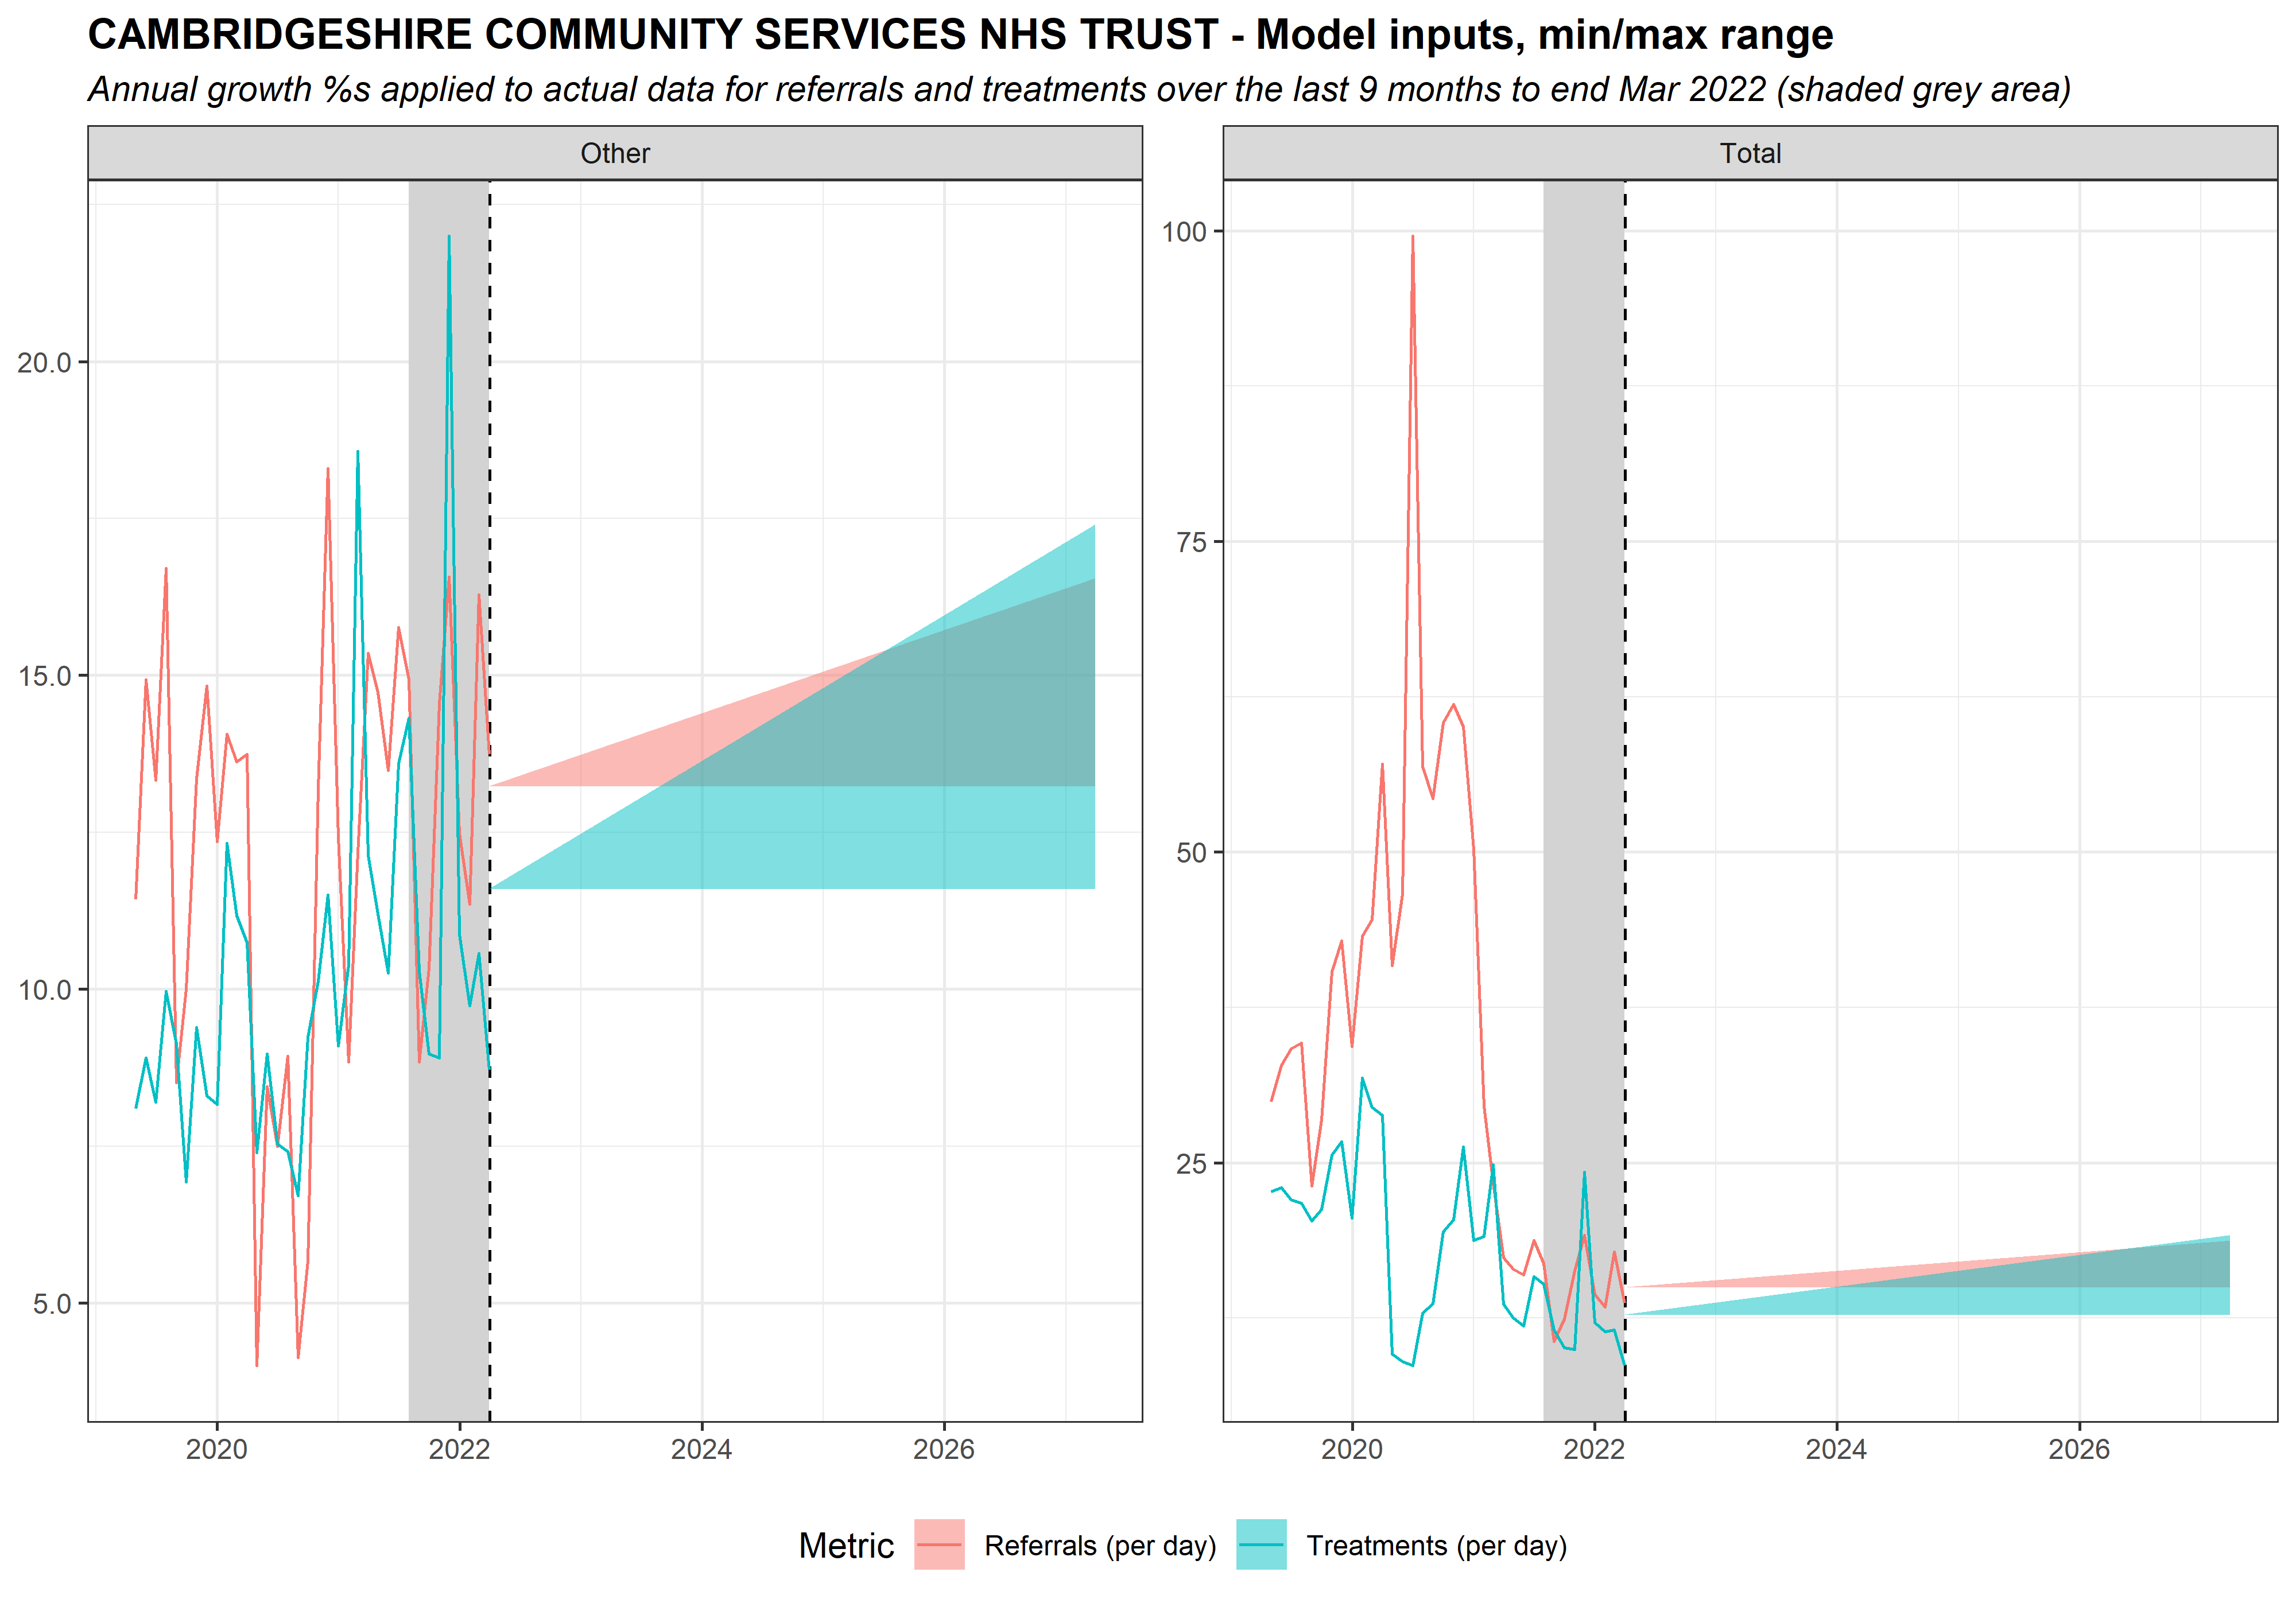 CAMBRIDGESHIRE COMMUNITY SERVICES NHS TRUST - Model inputs, min/max range
Annual growth %s applied to actual data for referrals and treatments over the last 9 months to end Mar 2022 (shaded grey area)
Other
Total
20.0
15.0
10.0
5.0
100
75
50
25
2020 2022 2024 2026
2020 2022 2024 2026
Metric Referrals (per day) Treatments (per day)